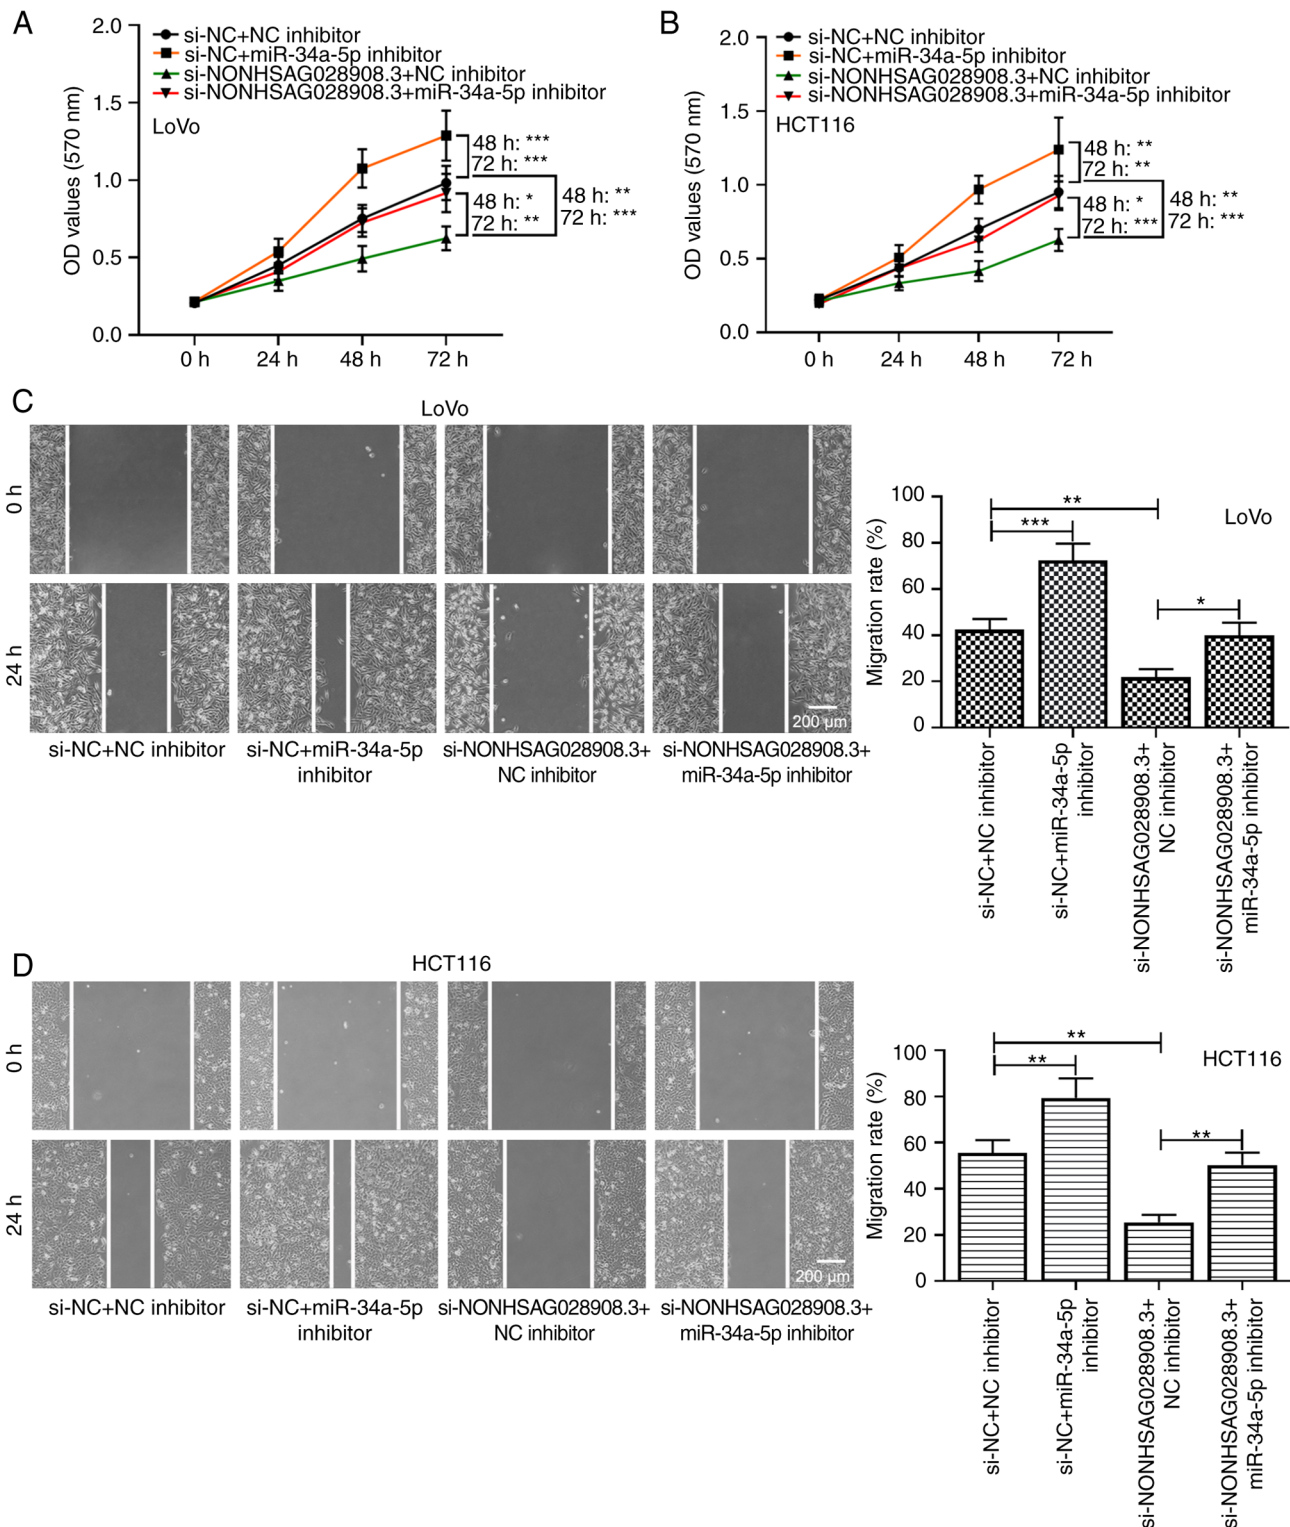 A
2.0
1.5
1.0
0.5
0.0
OD values (570 nm)
si-NC+NC inhibitor
si-NC+miR-34a-5p inhibitor
si-NONHSAG028908.3+NC inhibitor
si-NONHSAG028908.3+miR-34a-5p inhibitor
LoVo
48 h: ***
72 h: ***
48 h: *
72 h: **
48 h: **
72 h: ***
0 h
24 h
48 h
72 h
B
2.0
1.5
1.0
0.5
0.0
OD values (570 nm)
si-NC+NC inhibitor
si-NC+miR-34a-5p inhibitor
si-NONHSAG028908.3+NC inhibitor
si-NONHSAG028908.3+miR-34a-5p inhibitor
HCT116
48 h: **
72 h: **
48 h: *
72 h: ***
48 h: **
72 h: ***
0 h
24 h
48 h
72 h
C
LoVo
0 h
24 h
200 µm
si-NC+NC inhibitor
si-NC+miR-34a-5p
inhibitor
si-NONHSAG028908.3+
NC inhibitor
si-NONHSAG028908.3+
miR-34a-5p inhibitor
100
80
60
40
20
0
Migration rate (%)
LoVo
**
***
*
si-NC+NC inhibitor
si-NC+miR-34a-5p
inhibitor
si-NONHSAG028908.3+
NC inhibitor
si-NONHSAG028908.3+
miR-34a-5p inhibitor
D
HCT116
0 h
24 h
200 µm
si-NC+NC inhibitor
si-NC+miR-34a-5p
inhibitor
si-NONHSAG028908.3+
NC inhibitor
si-NONHSAG028908.3+
miR-34a-5p inhibitor
100
80
60
40
20
0
Migration rate (%)
HCT116
**
**
**
si-NC+NC inhibitor
si-NC+miR-34a-5p
inhibitor
si-NONHSAG028908.3+
NC inhibitor
si-NONHSAG028908.3+
miR-34a-5p inhibitor